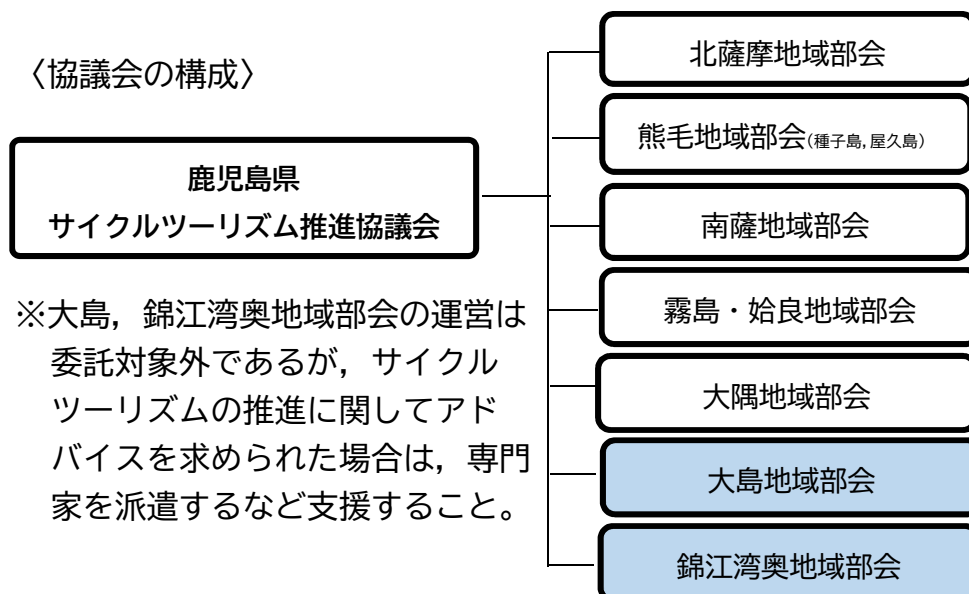 〈協議会の構成〉
鹿児島県
サイクルツーリズム推進協議会
※大島，錦江湾奥地域部会の運営は
委託対象外であるが，サイクル
ツーリズムの推進に関してアド
バイスを求められた場合は，専門
家を派遣するなど支援すること。
北薩摩地域部会
熊毛地域部会(種子島,屋久島)
南薩地域部会
霧島・姶良地域部会
大隅地域部会
大島地域部会
錦江湾奥地域部会